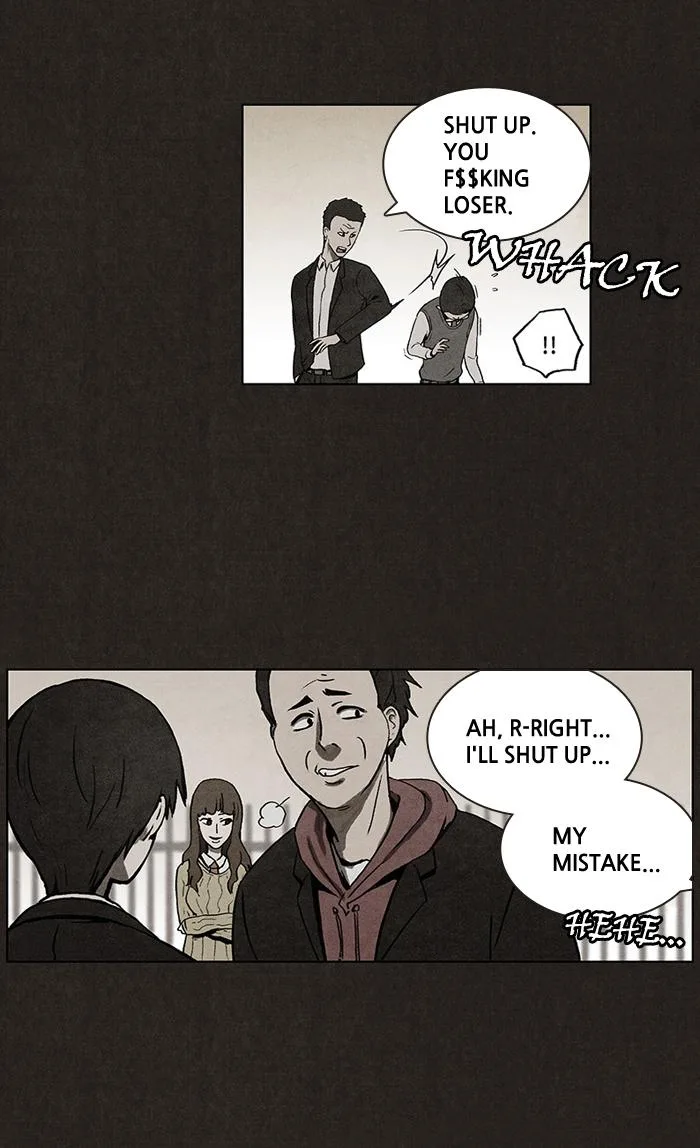 SHUT UP.
YOU
F$$KING
LOSER.
WHACK
!!
AH, R-RIGHT...
I'LL SHUT UP...
MY
MISTAKE...
HEHE...